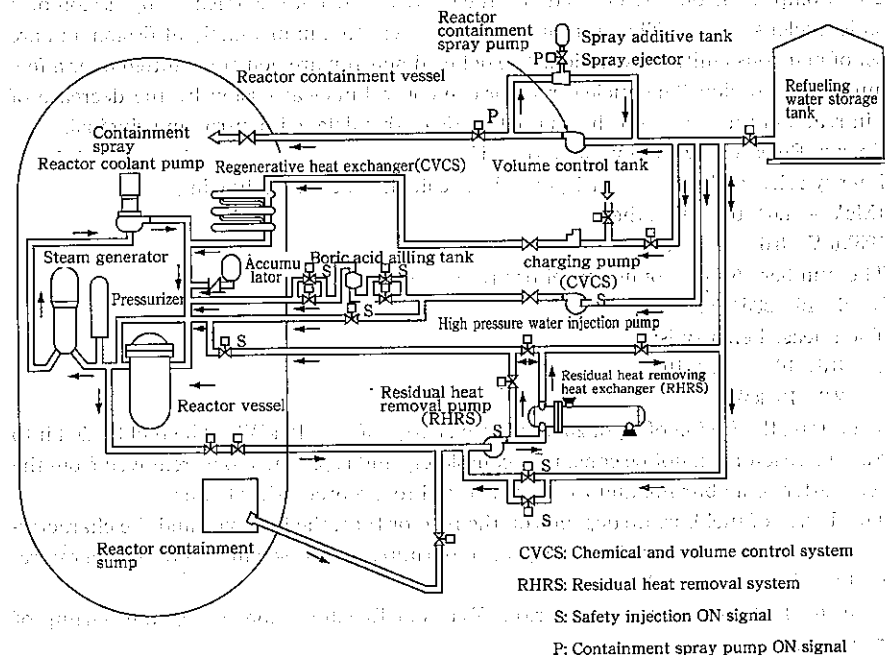 Reactor
containment
spray pump
Spray additive tank
P
Spray ejector
Reactor containment vessel
Refueling
water storage
tank
P
Containment
spray
Reactor coolant pump
Regenerative heat exchanger(CVCS)
Volume control tank
Steam generator
Accumu
lator
Boric acid ailling tank
S
S
charging pump
(CVCS)
Pressurizer
S
S
High pressure water injection pump
S
Residual heat removing
heat exchanger (RHRS)
Residual heat
removal pump
(RHRS)
Reactor vessel
S
S
S
Reactor containment
sump
CVCS: Chemical and volume control system
RHRS: Residual heat removal system
S: Safety injection ON signal
P: Containment spray pump ON signal